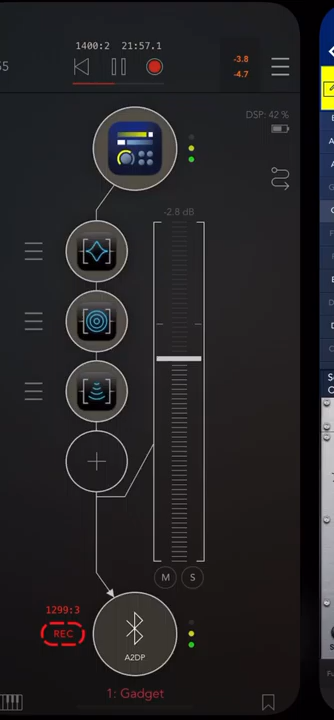 1400:2 21:57.1
-3.8
-4.7
DSP: 42 %
-2.8 dB
M S
1299:3
REC
A2DP
1: Gadget